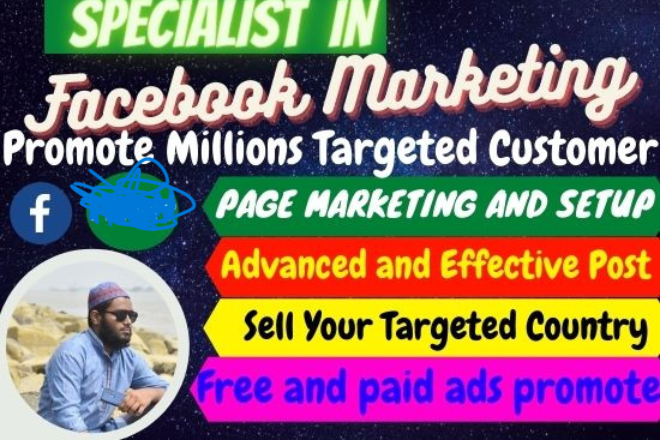 SPECIALIST IN
Facebook Marketing
Promote Millions Targeted Customer
f
PAGE MARKETING AND SETUP
Advanced and Effective Post
Sell Your Targeted Country
Free and paid ads promote